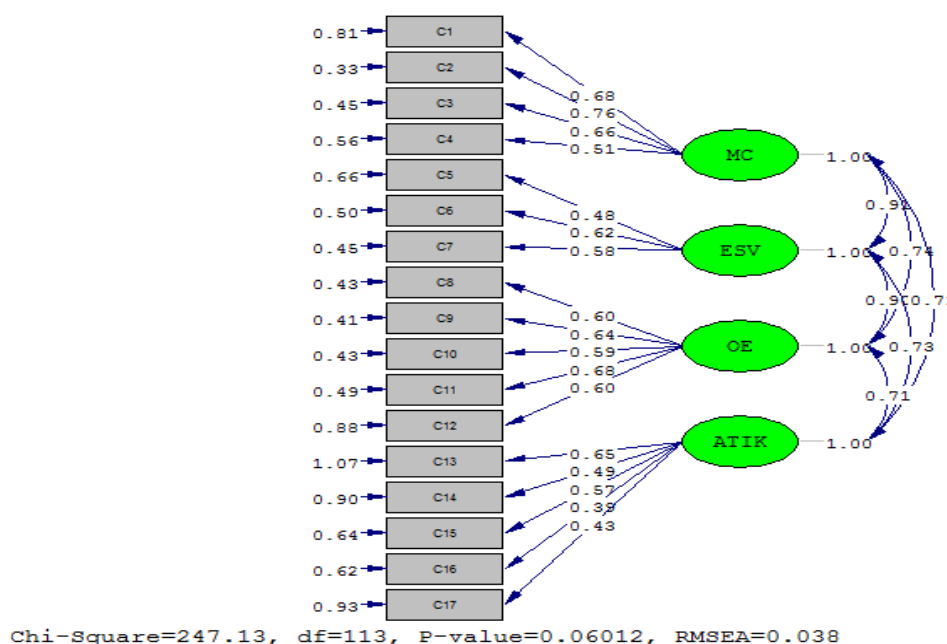 0.81 C1
0.33 C2
0.45 C3
0.56 C4
0.66 C5
0.50 C6
0.45 C7
0.43 C8
0.41 C9
0.43 C10
0.49 C11
0.88 C12
1.07 C13
0.90 C14
0.64 C15
0.62 C16
0.93 C17
0.68
0.76
0.66
0.51
0.48
0.62
0.58
0.60
0.64
0.59
0.68
0.60
0.65
0.49
0.57
0.39
0.43
MC 1.00
ESV 1.00
OE 1.00
ATIK 1.00
0.74
0.90
0.73
0.71
Chi-Square=247.13, df=113, P-value=0.06012, RMSEA=0.038